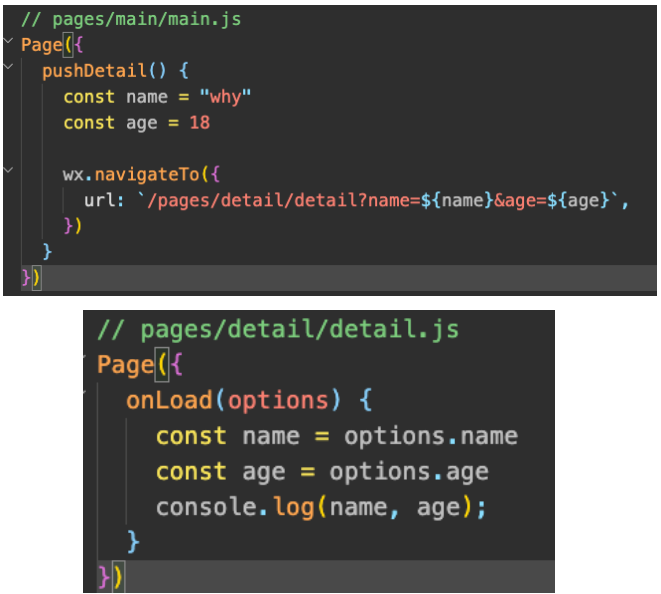 // pages/main/main.js
Page({
  pushDetail() {
    const name = "why"
    const age = 18
    wx.navigateTo({
      url: `/pages/detail/detail?name=${name}&age=${age}`,
    })
  }
})
// pages/detail/detail.js
Page({
  onLoad(options) {
    const name = options.name
    const age = options.age
    console.log(name, age);
  }
})